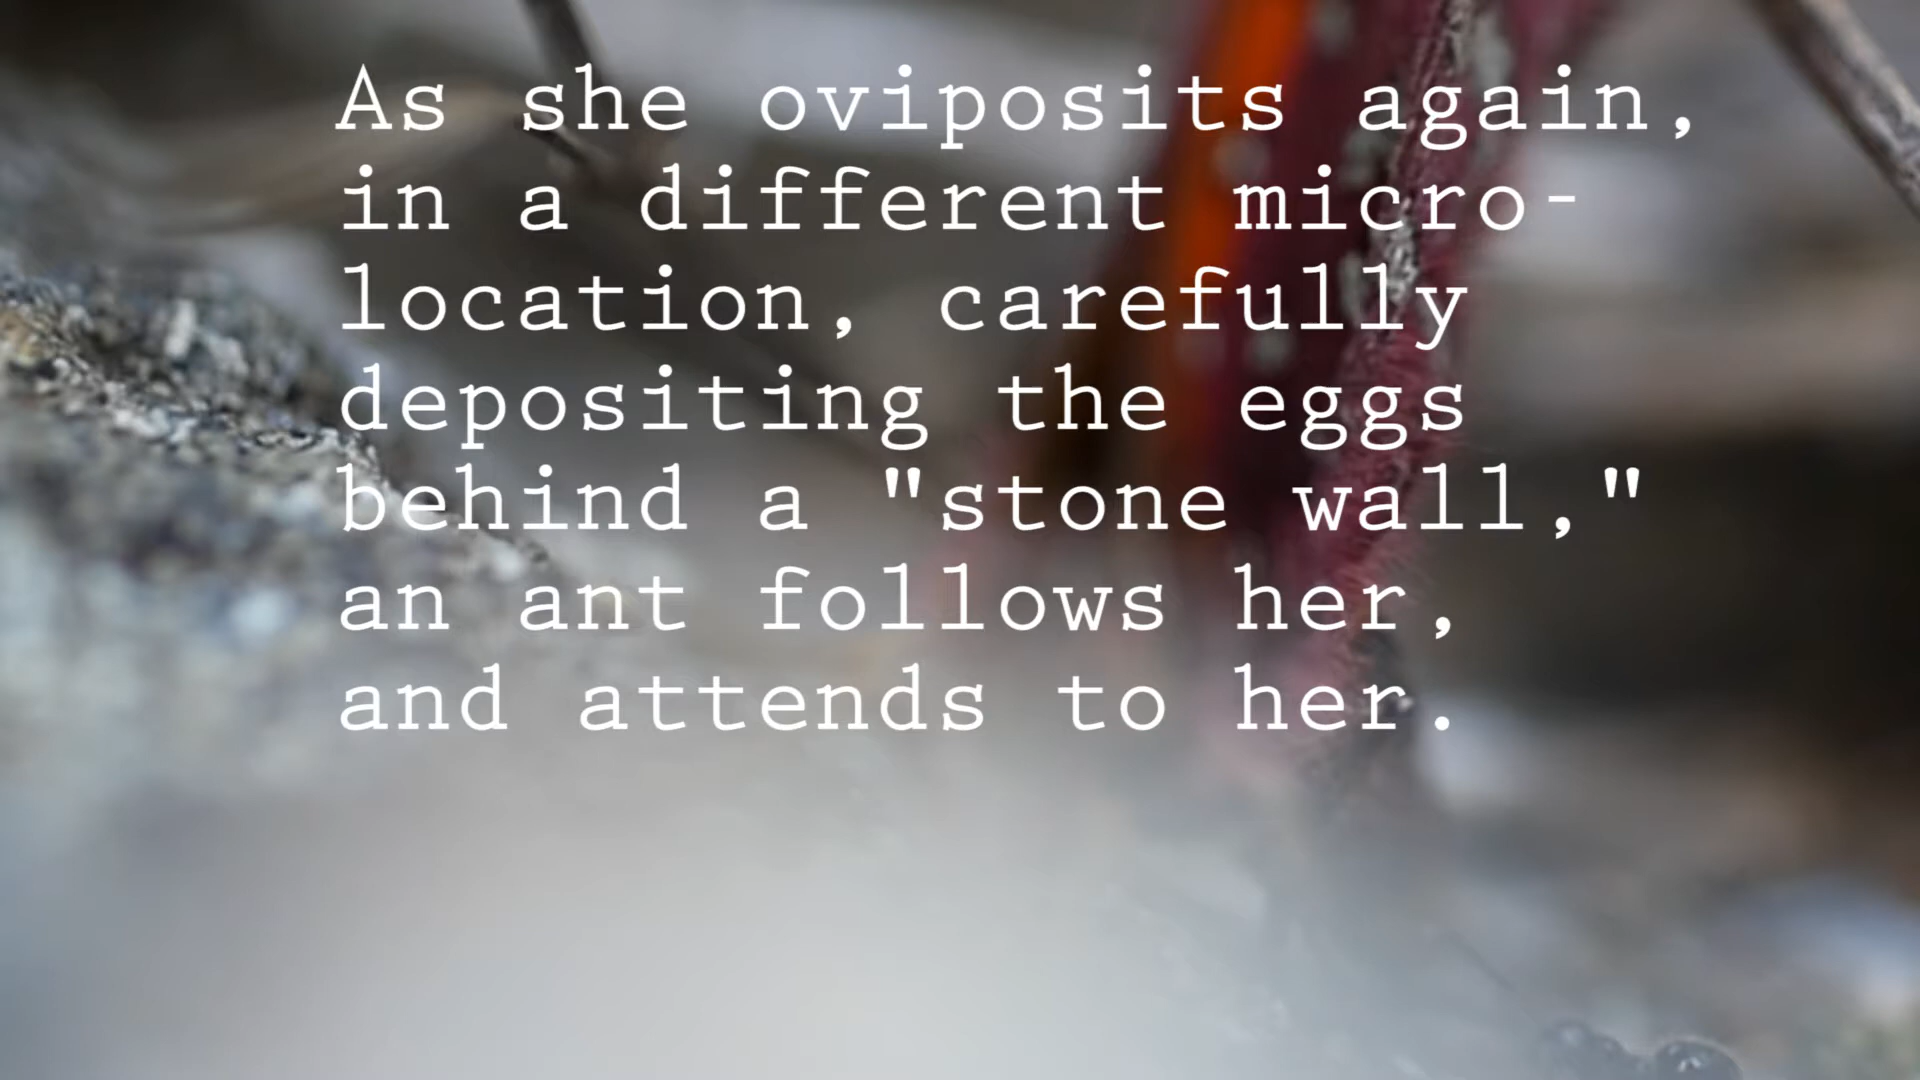 As she oviposits again,
in a different micro-
location, carefully
depositing the eggs
behind a "stone wall,"
an ant follows her,
and attends to her.